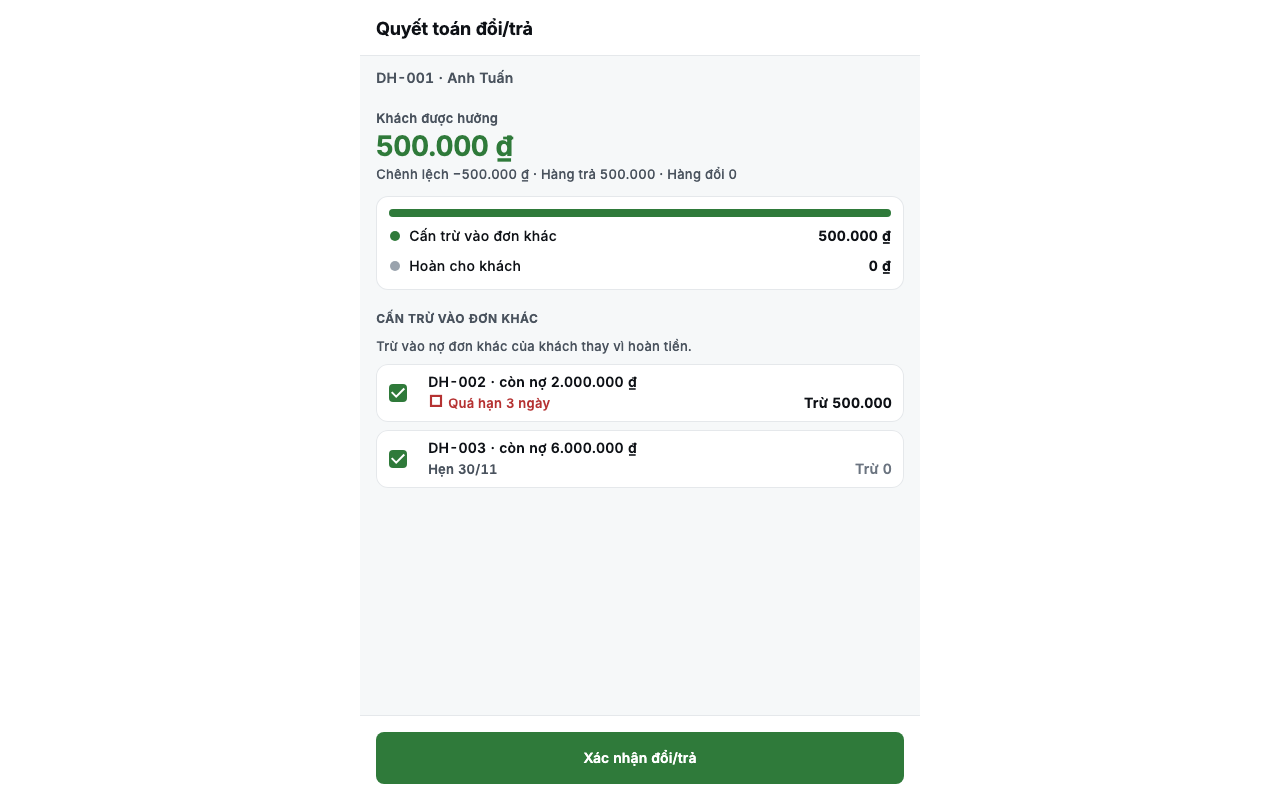 Quyết toán đổi/trả
DH-001 · Anh Tuấn
Khách được hưởng
500.000 ₫
Chênh lệch −500.000 ₫ · Hàng trả 500.000 · Hàng đổi 0
Cấn trừ vào đơn khác 500.000 ₫
Hoàn cho khách 0 ₫
CẤN TRỪ VÀO ĐƠN KHÁC
Trừ vào nợ đơn khác của khách thay vì hoàn tiền.
DH-002 · còn nợ 2.000.000 ₫
Quá hạn 3 ngày Trừ 500.000
DH-003 · còn nợ 6.000.000 ₫
Hẹn 30/11 Trừ 0
Xác nhận đổi/trả